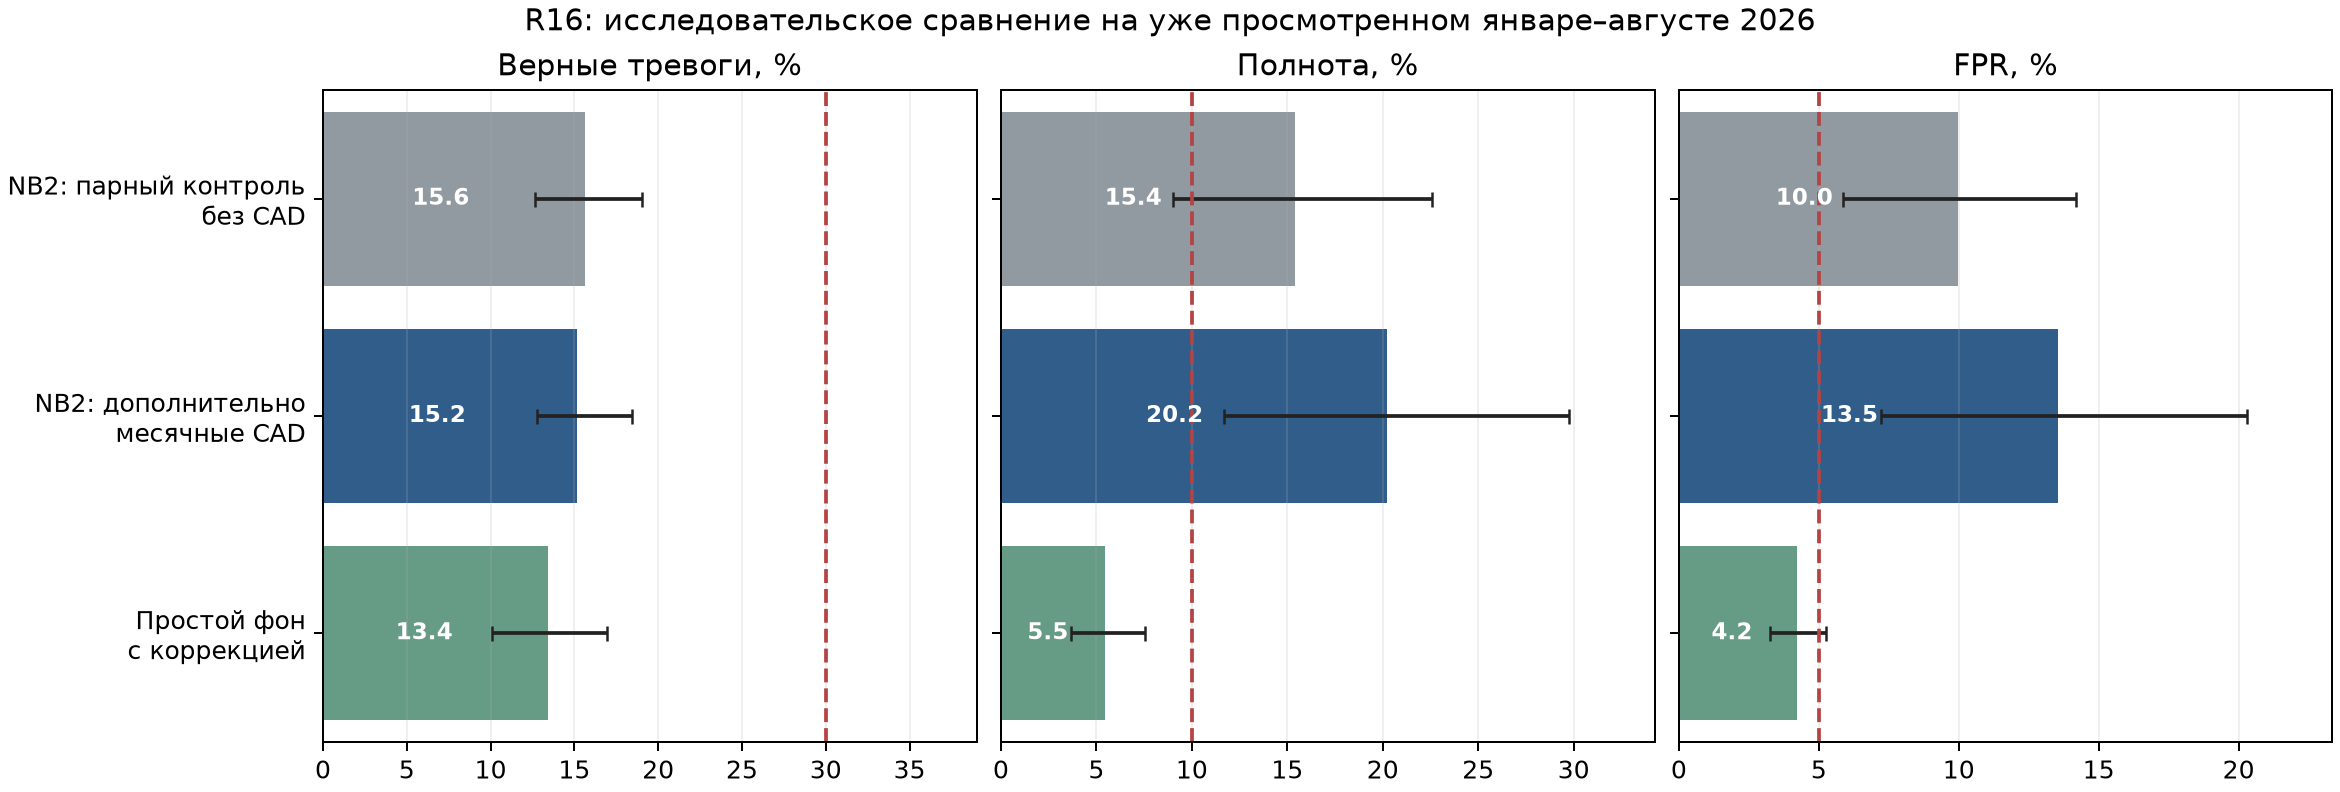 R16: исследовательское сравнение на уже просмотренном январе–августе 2026
Верные тревоги, %
Полнота, %
FPR, %
NB2: парный контроль
без CAD
15.6
15.4
10.0
NB2: дополнительно
месячные CAD
15.2
20.2
13.5
Простой фон
с коррекцией
13.4
5.5
4.2
0 5 10 15 20 25 30 35
0 5 10 15 20 25 30
0 5 10 15 20